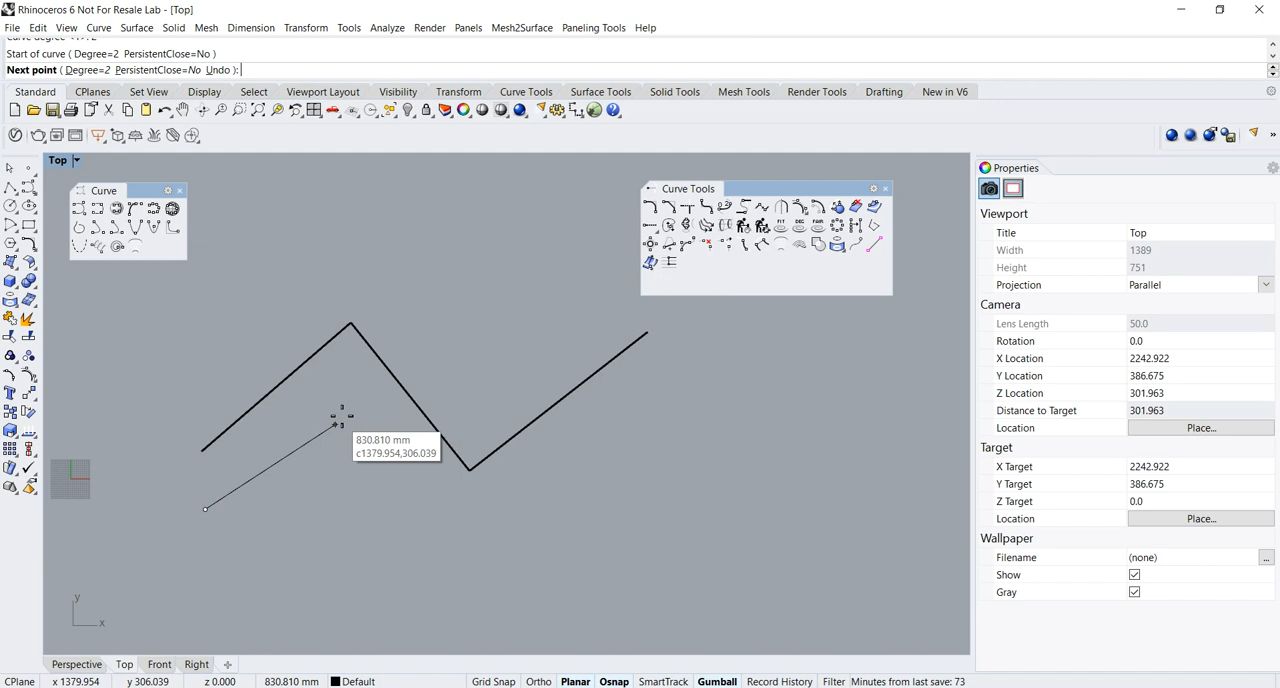 Rhinoceros 6 Not For Resale Lab - [Top]
File Edit View Curve Surface Solid Mesh Dimension Transform Tools Analyze Render Panels Mesh2Surface Paneling Tools Help
Start of curve ( Degree=2 PersistentClose=No )
Next point ( Degree=2 PersistentClose=No Undo ):
Standard CPlanes Set View Display Select Viewport Layout Visibility Transform Curve Tools Surface Tools Solid Tools Mesh Tools Render Tools Drafting New in V6
Top
Curve
Curve Tools
830.810 mm
c1379.954,306.039
y
x
Properties
Viewport
Title Top
Width 1389
Height 751
Projection Parallel
Camera
Lens Length 50.0
Rotation 0.0
X Location 2242.922
Y Location 386.675
Z Location 301.963
Distance to Target 301.963
Location Place...
Target
X Target 2242.922
Y Target 386.675
Z Target 0.0
Location Place...
Wallpaper
Filename (none) ...
Show
Gray
Perspective Top Front Right
CPlane x 1379.954 y 306.039 z 0.000 830.810 mm Default Grid Snap Ortho Planar Osnap SmartTrack Gumball Record History Filter Minutes from last save: 73